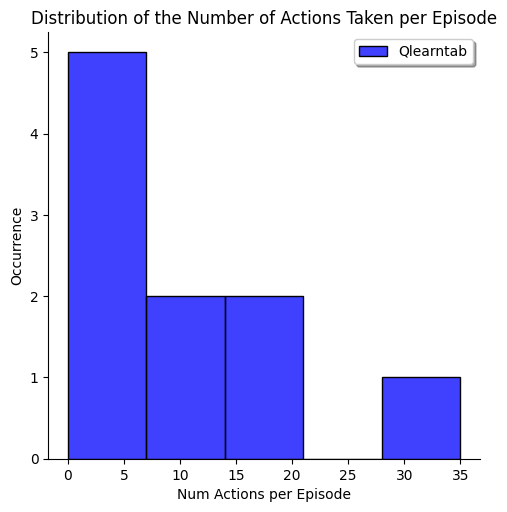 Distribution of the Number of Actions Taken per Episode
Qlearntab
5
4
3
2
1
0
Occurrence
0 5 10 15 20 25 30 35
Num Actions per Episode